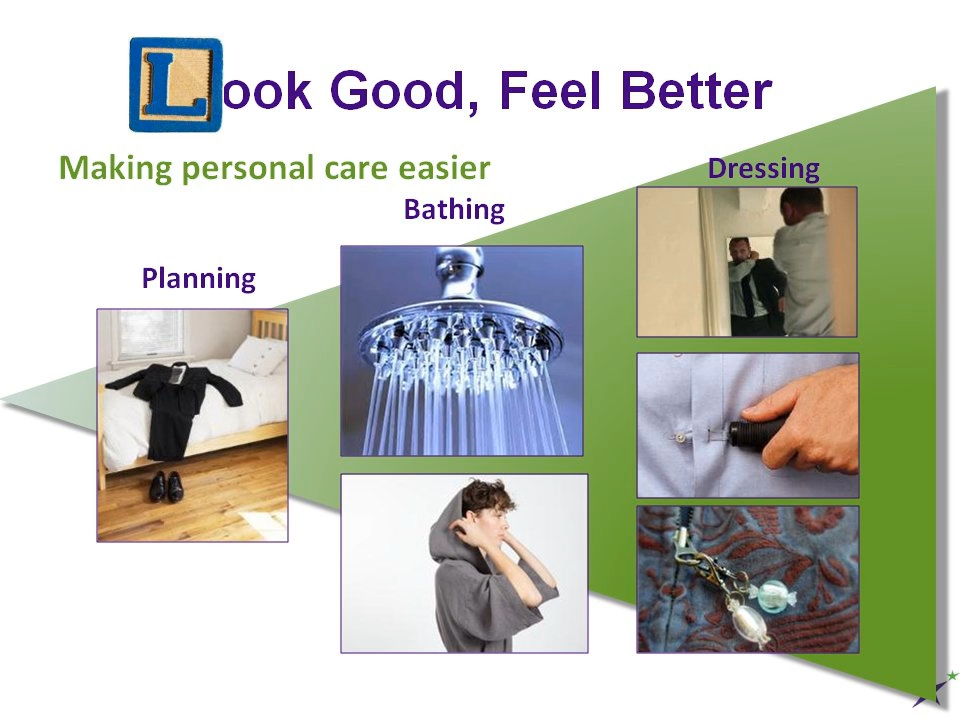 Look Good, Feel Better
Making personal care easier
Planning
Bathing
Dressing